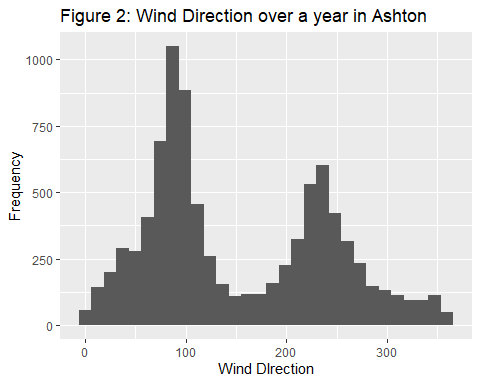 Figure 2: Wind Direction over a year in Ashton
1000
750
500
250
0
Frequency
0 100 200 300
Wind DIrection